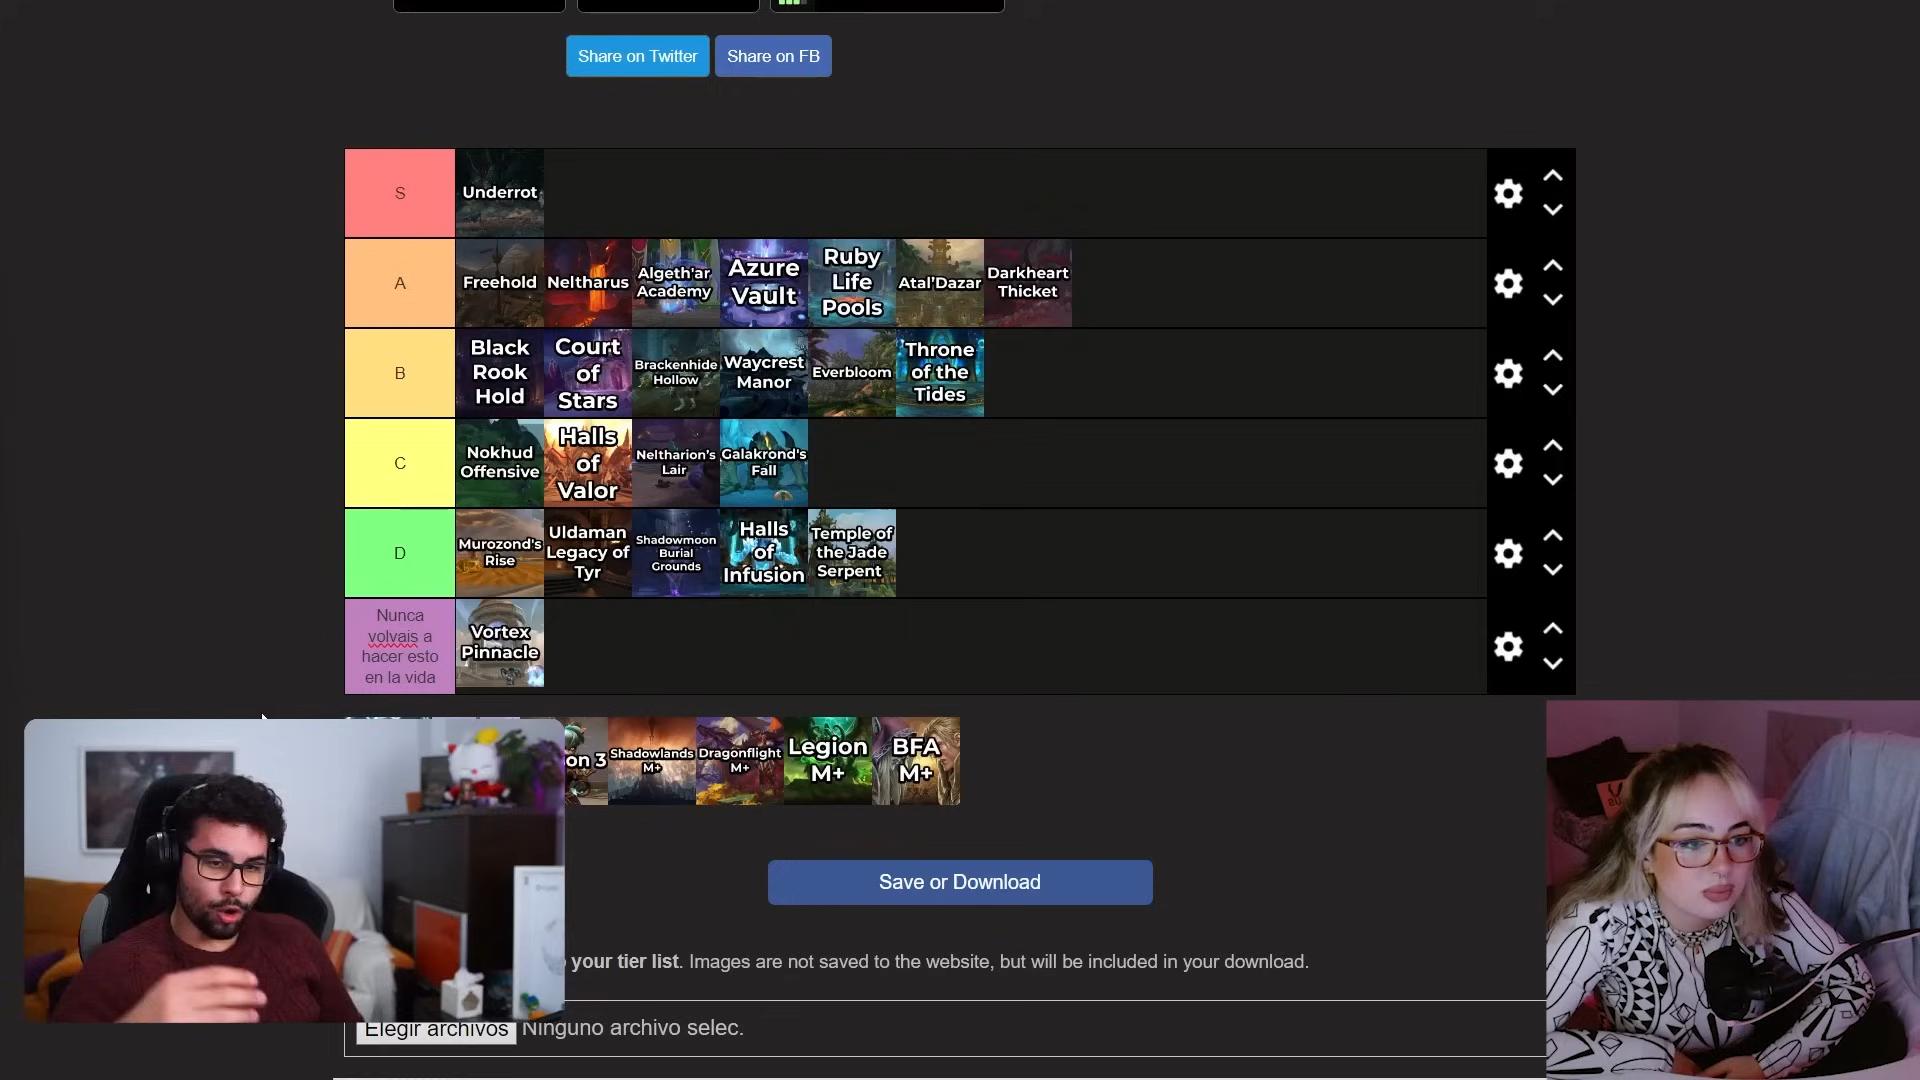 Share on Twitter
Share on FB
S
Underrot
A
Freehold
Neltharus
Algeth'ar
Academy
Azure
Vault
Ruby
Life
Pools
Atal'Dazar
Darkheart
Thicket
B
Black
Rook
Hold
Court
of
Stars
Brackenhide
Hollow
Waycrest
Manor
Everbloom
Throne
of the
Tides
C
Nokhud
Offensive
Halls
of
Valor
Neltharion's
Lair
Galakrond's
Fall
D
Murozond's
Rise
Uldaman
Legacy of
Tyr
Shadowmoon
Burial
Grounds
Halls
of
Infusion
Temple of
the Jade
Serpent
Nunca
volvais a
hacer esto
en la vida
Vortex
Pinnacle
on 3
Shadowlands
M+
Dragonflight
M+
Legion
M+
BFA
M+
Save or Download
your tier list. Images are not saved to the website, but will be included in your download.
Elegir archivos Ninguno archivo selec.